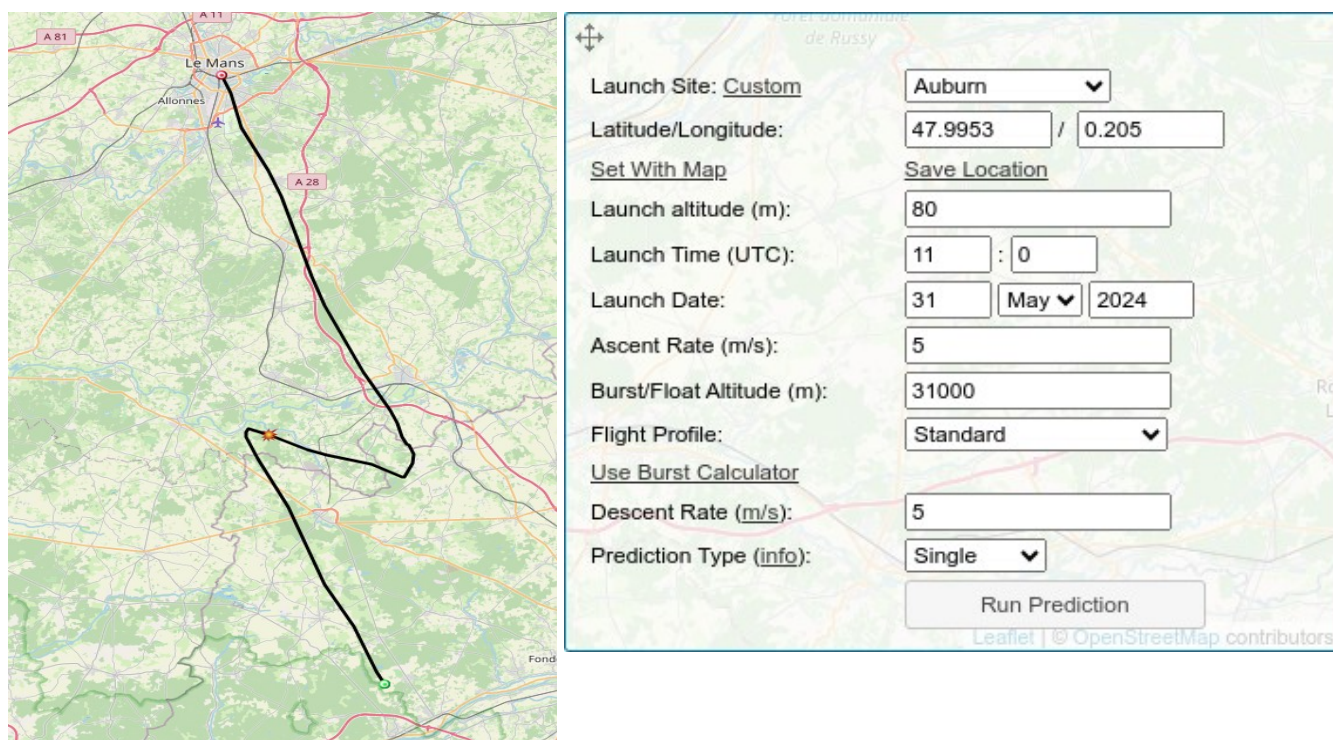 A 11
A 81
Le Mans
Allonnes
A 28
Fond
de Russy
Launch Site: Custom Auburn
Latitude/Longitude: 47.9953 / 0.205
Set With Map Save Location
Launch altitude (m): 80
Launch Time (UTC): 11 : 0
Launch Date: 31 May 2024
Ascent Rate (m/s): 5
Burst/Float Altitude (m): 31000
Flight Profile: Standard
Use Burst Calculator
Descent Rate (m/s): 5
Prediction Type (info): Single
Run Prediction
Leaflet | © OpenStreetMap contributors